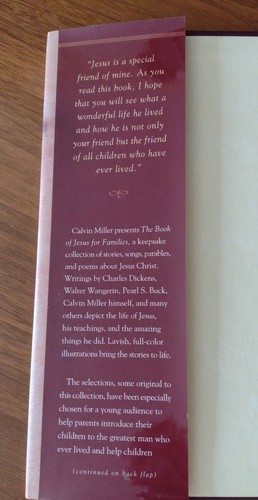 "Jesus is a special
friend of mine. As you
read this book, I hope
that you will see what a
wonderful life he lived
and how he is not only
your friend but the friend
of all children who have
ever lived."
Calvin Miller presents The Book
of Jesus for Families, a keepsake
collection of stories, songs, parables,
and poems about Jesus Christ.
Writings by Charles Dickens,
Walter Wangerin, Pearl S. Buck,
Calvin Miller himself, and many
others depict the life of Jesus,
his teachings, and the amazing
things he did. Lavish, full-color
illustrations bring the stories to life.
The selections, some original to
this collection, have been especially
chosen for a young audience to
help parents introduce their
children to the greatest man who
ever lived and help children
(continued on back flap)